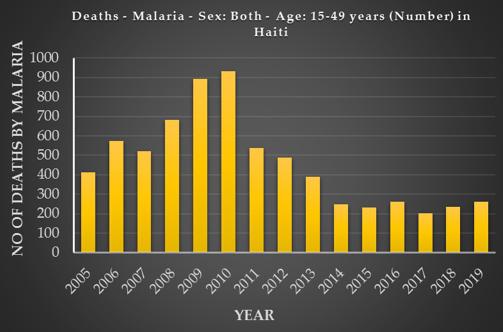 Deaths - Malaria - Sex: Both - Age: 15-49 years (Number) in
Haiti
NO OF DEATHS BY MALARIA
1000
900
800
700
600
500
400
300
200
100
0
2005 2006 2007 2008 2009 2010 2011 2012 2013 2014 2015 2016 2017 2018 2019
YEAR